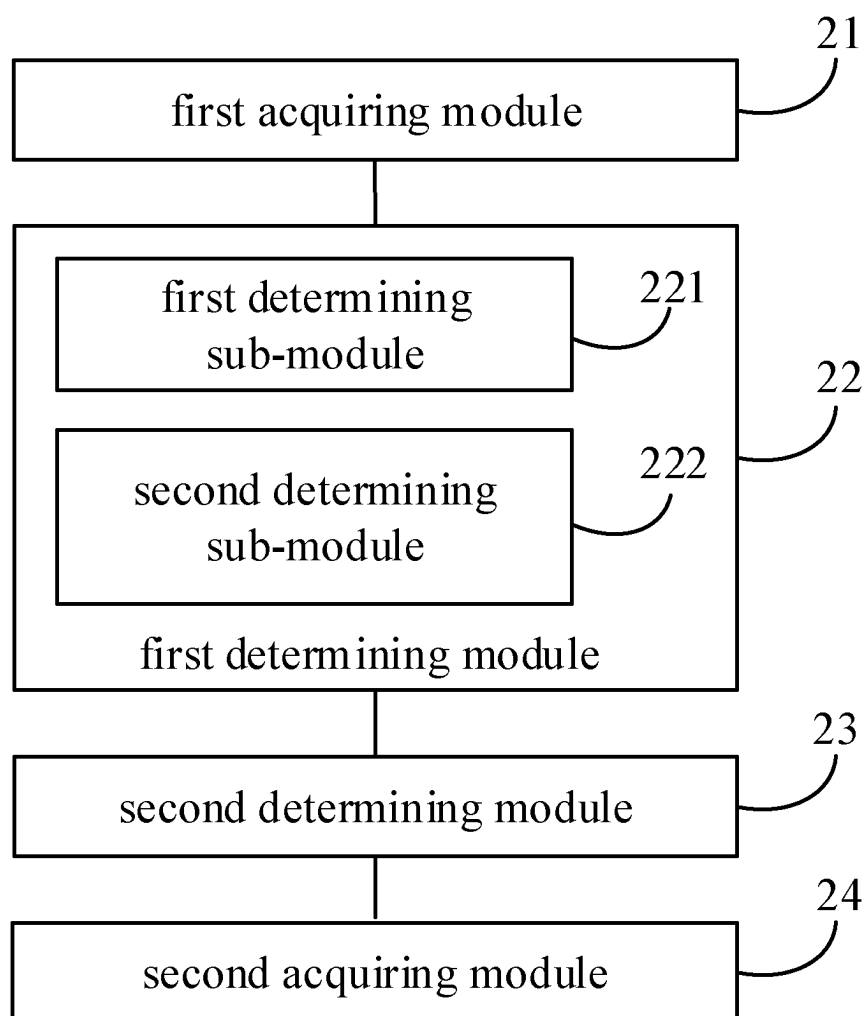 21
first acquiring module
first determining
sub-module
221
22
second determining
sub-module
222
first determining module
23
second determining module
24
second acquiring module